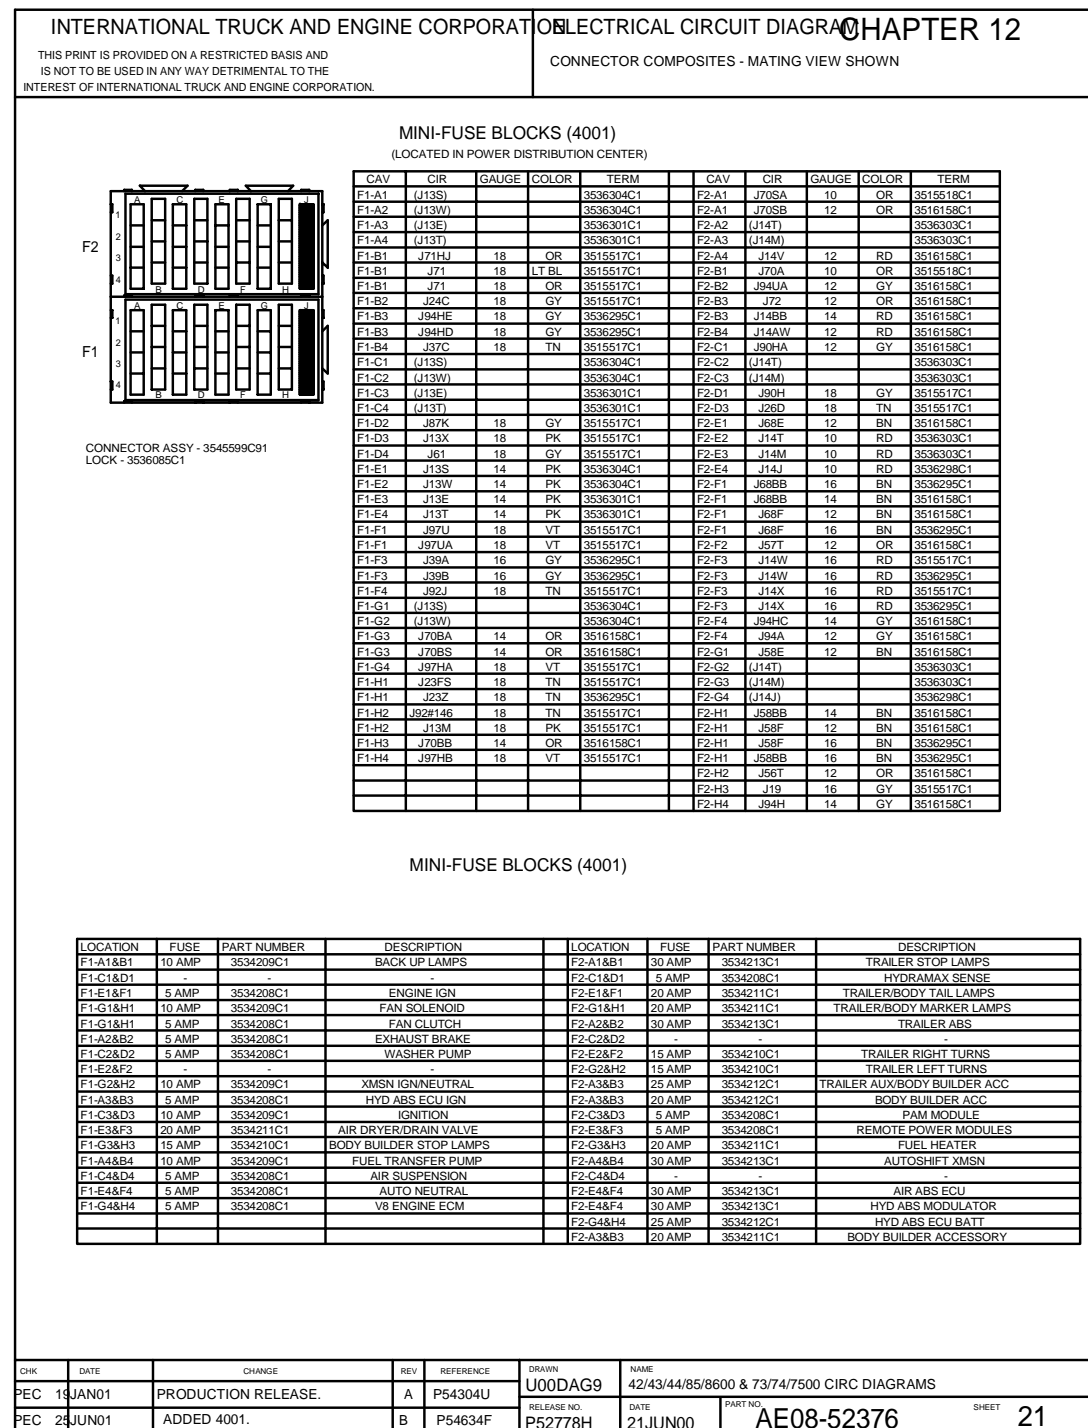 INTERNATIONAL TRUCK AND ENGINE CORPORATION
ELECTRICAL CIRCUIT DIAGRAM
CHAPTER 12
THIS PRINT IS PROVIDED ON A RESTRICTED BASIS AND
IS NOT TO BE USED IN ANY WAY DETRIMENTAL TO THE
INTEREST OF INTERNATIONAL TRUCK AND ENGINE CORPORATION.
CONNECTOR COMPOSITES - MATING VIEW SHOWN
MINI-FUSE BLOCKS (4001)
(LOCATED IN POWER DISTRIBUTION CENTER)
A C E G J
1
2
3
4
B D F H
F2
A C E G J
1
2
3
4
B D F H
F1
CONNECTOR ASSY - 3545599C91
LOCK - 3536085C1
CAV CIR GAUGE COLOR TERM CAV CIR GAUGE COLOR TERM
F1-A1 (J13S) 3536304C1 F2-A1 J70SA 10 OR 3515518C1
F1-A2 (J13W) 3536304C1 F2-A1 J70SB 12 OR 3516158C1
F1-A3 (J13E) 3536301C1 F2-A2 (J14T) 3536303C1
F1-A4 (J13T) 3536301C1 F2-A3 (J14M) 3536303C1
F1-B1 J71HJ 18 OR 3515517C1 F2-A4 J14V 12 RD 3516158C1
F1-B1 J71 18 LT BL 3515517C1 F2-B1 J70A 10 OR 3515518C1
F1-B1 J71 18 OR 3515517C1 F2-B2 J94UA 12 GY 3516158C1
F1-B2 J24C 18 GY 3515517C1 F2-B3 J72 12 OR 3516158C1
F1-B3 J94HE 18 GY 3536295C1 F2-B3 J14BB 14 RD 3516158C1
F1-B3 J94HD 18 GY 3536295C1 F2-B4 J14AW 12 RD 3516158C1
F1-B4 J37C 18 TN 3515517C1 F2-C1 J90HA 12 GY 3516158C1
F1-C1 (J13S) 3536304C1 F2-C2 (J14T) 3536303C1
F1-C2 (J13W) 3536304C1 F2-C3 (J14M) 3536303C1
F1-C3 (J13E) 3536301C1 F2-D1 J90H 18 GY 3515517C1
F1-C4 (J13T) 3536301C1 F2-D3 J26D 18 TN 3515517C1
F1-D2 J87K 18 GY 3515517C1 F2-E1 J68E 12 BN 3516158C1
F1-D3 J13X 18 PK 3515517C1 F2-E2 J14T 10 RD 3536303C1
F1-D4 J61 18 GY 3515517C1 F2-E3 J14M 10 RD 3536303C1
F1-E1 J13S 14 PK 3536304C1 F2-E4 J14J 10 RD 3536298C1
F1-E2 J13W 14 PK 3536304C1 F2-F1 J68BB 16 BN 3536295C1
F1-E3 J13E 14 PK 3536301C1 F2-F1 J68BB 14 BN 3516158C1
F1-E4 J13T 14 PK 3536301C1 F2-F1 J68F 12 BN 3516158C1
F1-F1 J97U 18 VT 3515517C1 F2-F1 J68F 16 BN 3536295C1
F1-F1 J97UA 18 VT 3515517C1 F2-F2 J57T 12 OR 3516158C1
F1-F3 J39A 16 GY 3536295C1 F2-F3 J14W 16 RD 3515517C1
F1-F3 J39B 16 GY 3536295C1 F2-F3 J14W 16 RD 3536295C1
F1-F4 J92J 18 TN 3515517C1 F2-F3 J14X 16 RD 3515517C1
F1-G1 (J13S) 3536304C1 F2-F3 J14X 16 RD 3536295C1
F1-G2 (J13W) 3536304C1 F2-F4 J94HC 14 GY 3516158C1
F1-G3 J70BA 14 OR 3516158C1 F2-F4 J94A 12 GY 3516158C1
F1-G3 J70BS 14 OR 3516158C1 F2-G1 J58E 12 BN 3516158C1
F1-G4 J97HA 18 VT 3515517C1 F2-G2 (J14T) 3536303C1
F1-H1 J23FS 18 TN 3515517C1 F2-G3 (J14M) 3536303C1
F1-H1 J23Z 18 TN 3536295C1 F2-G4 (J14J) 3536298C1
F1-H2 J92#146 18 TN 3515517C1 F2-H1 J58BB 14 BN 3516158C1
F1-H2 J13M 18 PK 3515517C1 F2-H1 J58F 12 BN 3516158C1
F1-H3 J70BB 14 OR 3516158C1 F2-H1 J58F 16 BN 3536295C1
F1-H4 J97HB 18 VT 3515517C1 F2-H1 J58BB 16 BN 3536295C1
F2-H2 J56T 12 OR 3516158C1
F2-H3 J19 16 GY 3515517C1
F2-H4 J94H 14 GY 3516158C1
MINI-FUSE BLOCKS (4001)
LOCATION FUSE PART NUMBER DESCRIPTION LOCATION FUSE PART NUMBER DESCRIPTION
F1-A1&B1 10 AMP 3534209C1 BACK UP LAMPS F2-A1&B1 30 AMP 3534213C1 TRAILER STOP LAMPS
F1-C1&D1 - - - F2-C1&D1 5 AMP 3534208C1 HYDRAMAX SENSE
F1-E1&F1 5 AMP 3534208C1 ENGINE IGN F2-E1&F1 20 AMP 3534211C1 TRAILER/BODY TAIL LAMPS
F1-G1&H1 10 AMP 3534209C1 FAN SOLENOID F2-G1&H1 20 AMP 3534211C1 TRAILER/BODY MARKER LAMPS
F1-G1&H1 5 AMP 3534208C1 FAN CLUTCH F2-A2&B2 30 AMP 3534213C1 TRAILER ABS
F1-A2&B2 5 AMP 3534208C1 EXHAUST BRAKE F2-C2&D2 - - -
F1-C2&D2 5 AMP 3534208C1 WASHER PUMP F2-E2&F2 15 AMP 3534210C1 TRAILER RIGHT TURNS
F1-E2&F2 - - - F2-G2&H2 15 AMP 3534210C1 TRAILER LEFT TURNS
F1-G2&H2 10 AMP 3534209C1 XMSN IGN/NEUTRAL F2-A3&B3 25 AMP 3534212C1 TRAILER AUX/BODY BUILDER ACC
F1-A3&B3 5 AMP 3534208C1 HYD ABS ECU IGN F2-A3&B3 20 AMP 3534212C1 BODY BUILDER ACC
F1-C3&D3 10 AMP 3534209C1 IGNITION F2-C3&D3 5 AMP 3534208C1 PAM MODULE
F1-E3&F3 20 AMP 3534211C1 AIR DRYER/DRAIN VALVE F2-E3&F3 5 AMP 3534208C1 REMOTE POWER MODULES
F1-G3&H3 15 AMP 3534210C1 BODY BUILDER STOP LAMPS F2-G3&H3 20 AMP 3534211C1 FUEL HEATER
F1-A4&B4 10 AMP 3534209C1 FUEL TRANSFER PUMP F2-A4&B4 30 AMP 3534213C1 AUTOSHIFT XMSN
F1-C4&D4 5 AMP 3534208C1 AIR SUSPENSION F2-C4&D4 - - -
F1-E4&F4 5 AMP 3534208C1 AUTO NEUTRAL F2-E4&F4 30 AMP 3534213C1 AIR ABS ECU
F1-G4&H4 5 AMP 3534208C1 V8 ENGINE ECM F2-E4&F4 30 AMP 3534213C1 HYD ABS MODULATOR
F2-G4&H4 25 AMP 3534212C1 HYD ABS ECU BATT
F2-A3&B3 20 AMP 3534211C1 BODY BUILDER ACCESSORY
CHK DATE CHANGE REV REFERENCE DRAWN NAME
PEC 19JAN01 PRODUCTION RELEASE. A P54304U U00DAG9 42/43/44/85/8600 & 73/74/7500 CIRC DIAGRAMS
RELEASE NO. DATE PART NO. SHEET
PEC 25JUN01 ADDED 4001. B P54634F P52778H 21JUN00 AE08-52376 21